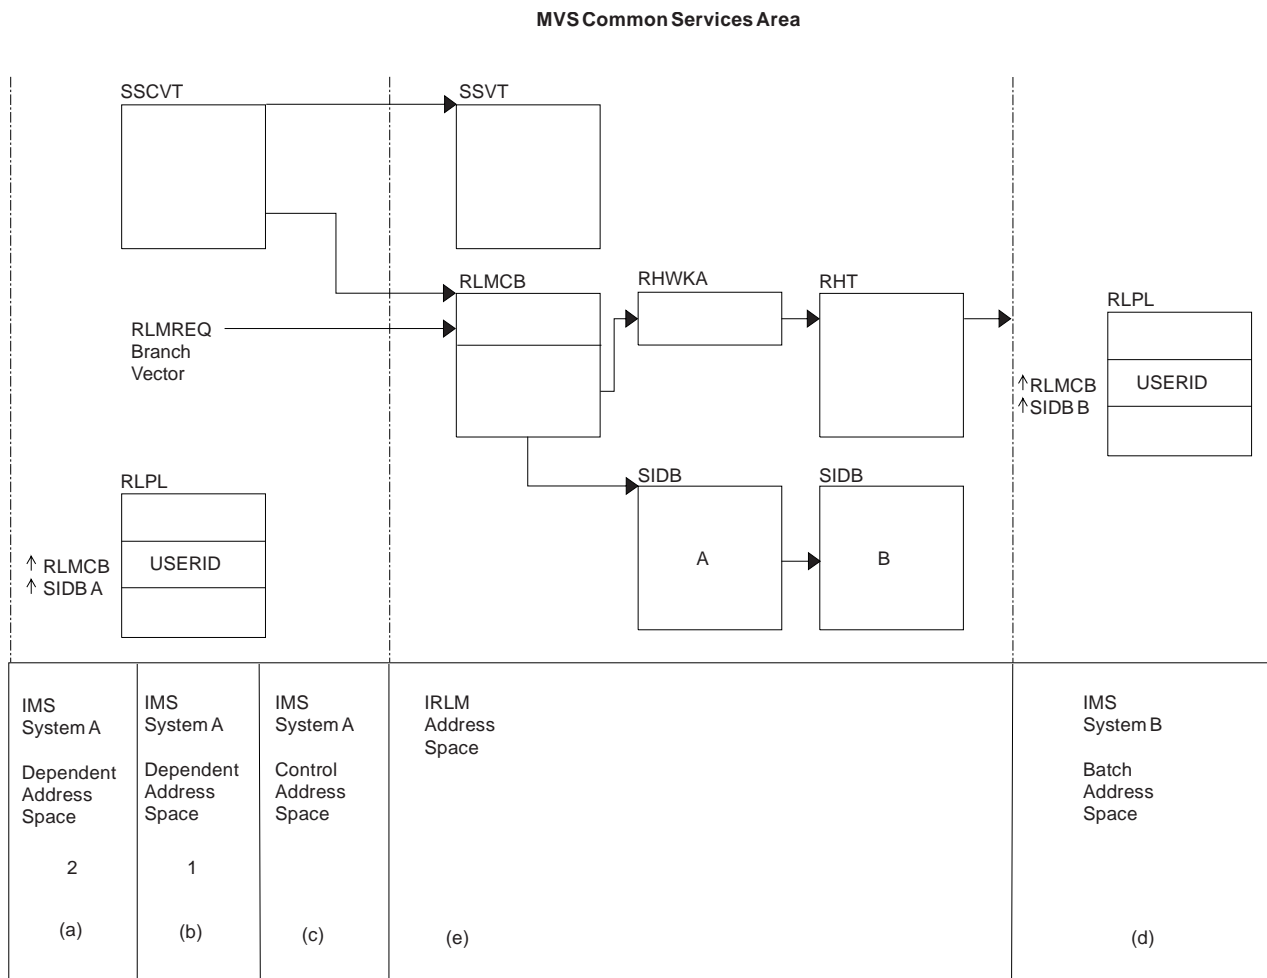 MVS Common Services Area
SSCVT
SSVT
RLMCB
RHWKA
RHT
RLPL
RLMREQ
Branch
Vector
↑ RLMCB
↑ SIDB B
USERID
RLPL
↑ RLMCB
↑ SIDB A
USERID
SIDB
SIDB
A
B
IMS
System A
Dependent
Address
Space
2
(a)
IMS
System A
Dependent
Address
Space
1
(b)
IMS
System A
Control
Address
Space
(c)
IRLM
Address
Space
(e)
IMS
System B
Batch
Address
Space
(d)